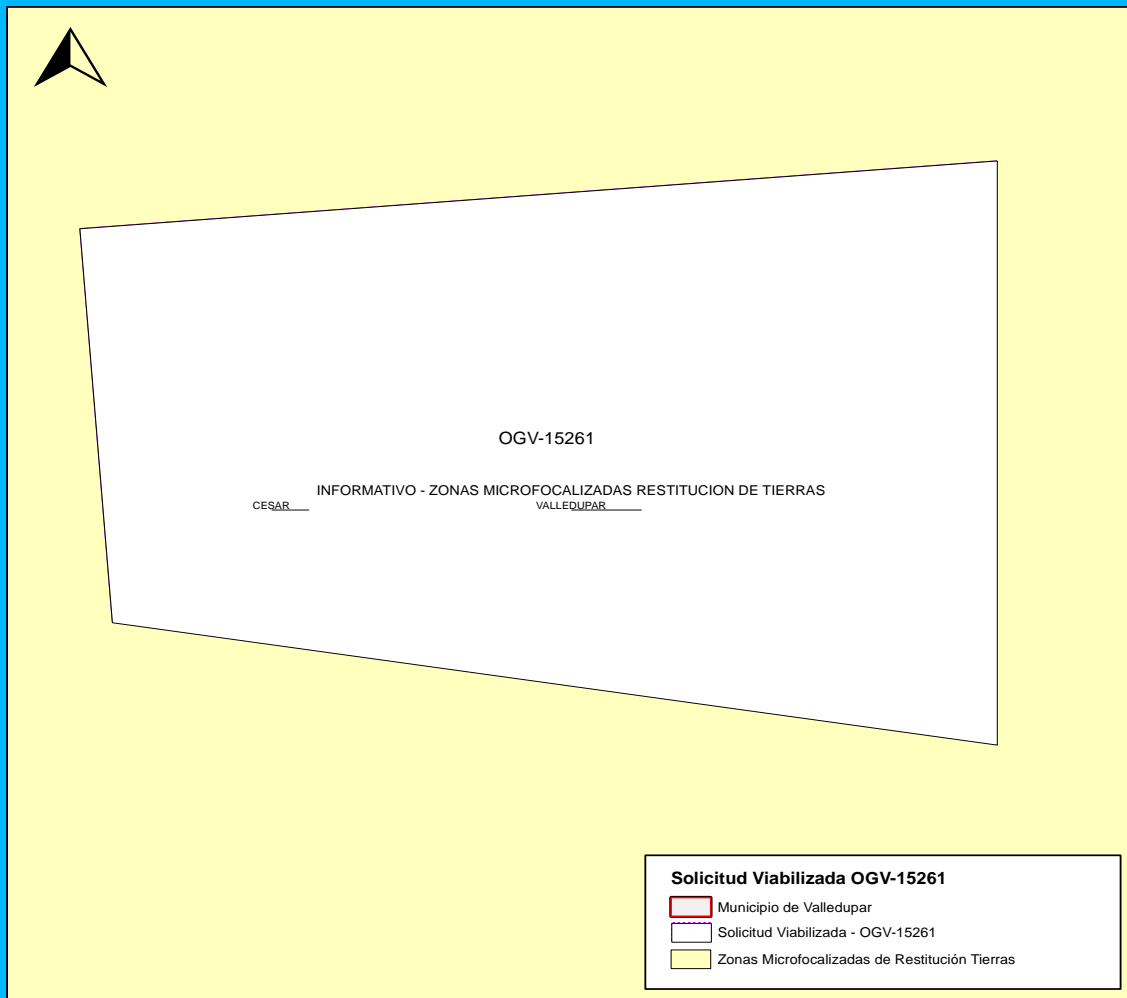 OGV-15261
INFORMATIVO - ZONAS MICROFOCALIZADAS RESTITUCION DE TIERRAS
CESAR VALLEDUPAR
Solicitud Viabilizada OGV-15261
Municipio de Valledupar
Solicitud Viabilizada - OGV-15261
Zonas Microfocalizadas de Restitución Tierras